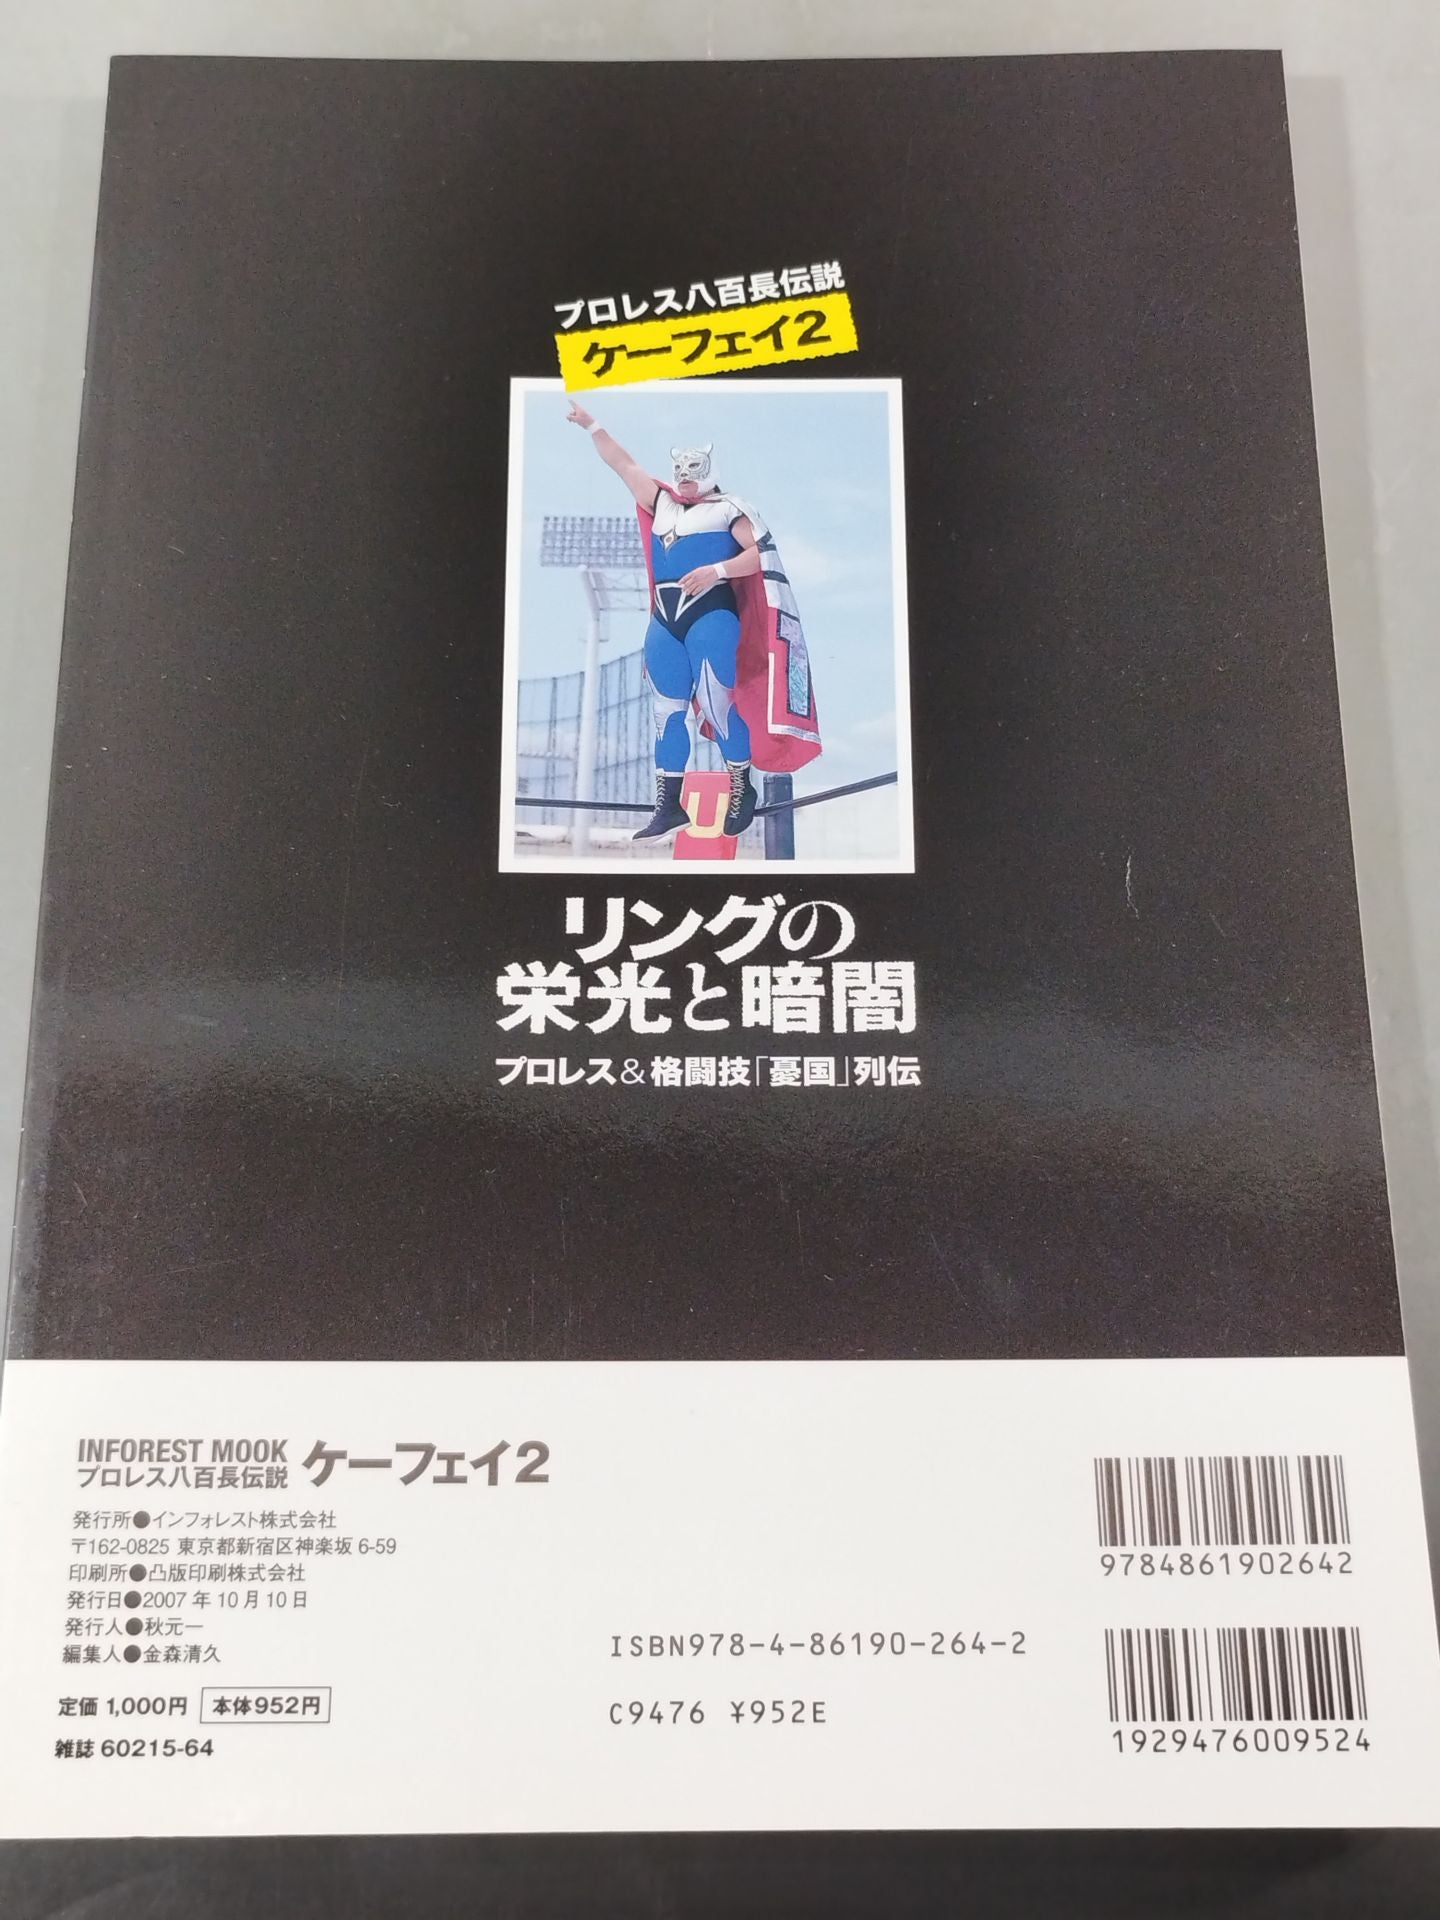 プロレス八百長伝説
ケーフェイ2
U
1
リングの
栄光と暗闇
プロレス&格闘技「憂国」列伝
INFOREST MOOK
プロレス八百長伝説 ケーフェイ2
発行所●インフォレスト株式会社
〒162-0825 東京都新宿区神楽坂 6-59
印刷所●凸版印刷株式会社
発行日●2007年10月10日
発行人●秋元一
編集人●金森清久
定価 1,000円 本体952円
雑誌 60215-64
ISBN978-4-86190-264-2
C9476 ¥952E
9784861902642
1929476009524